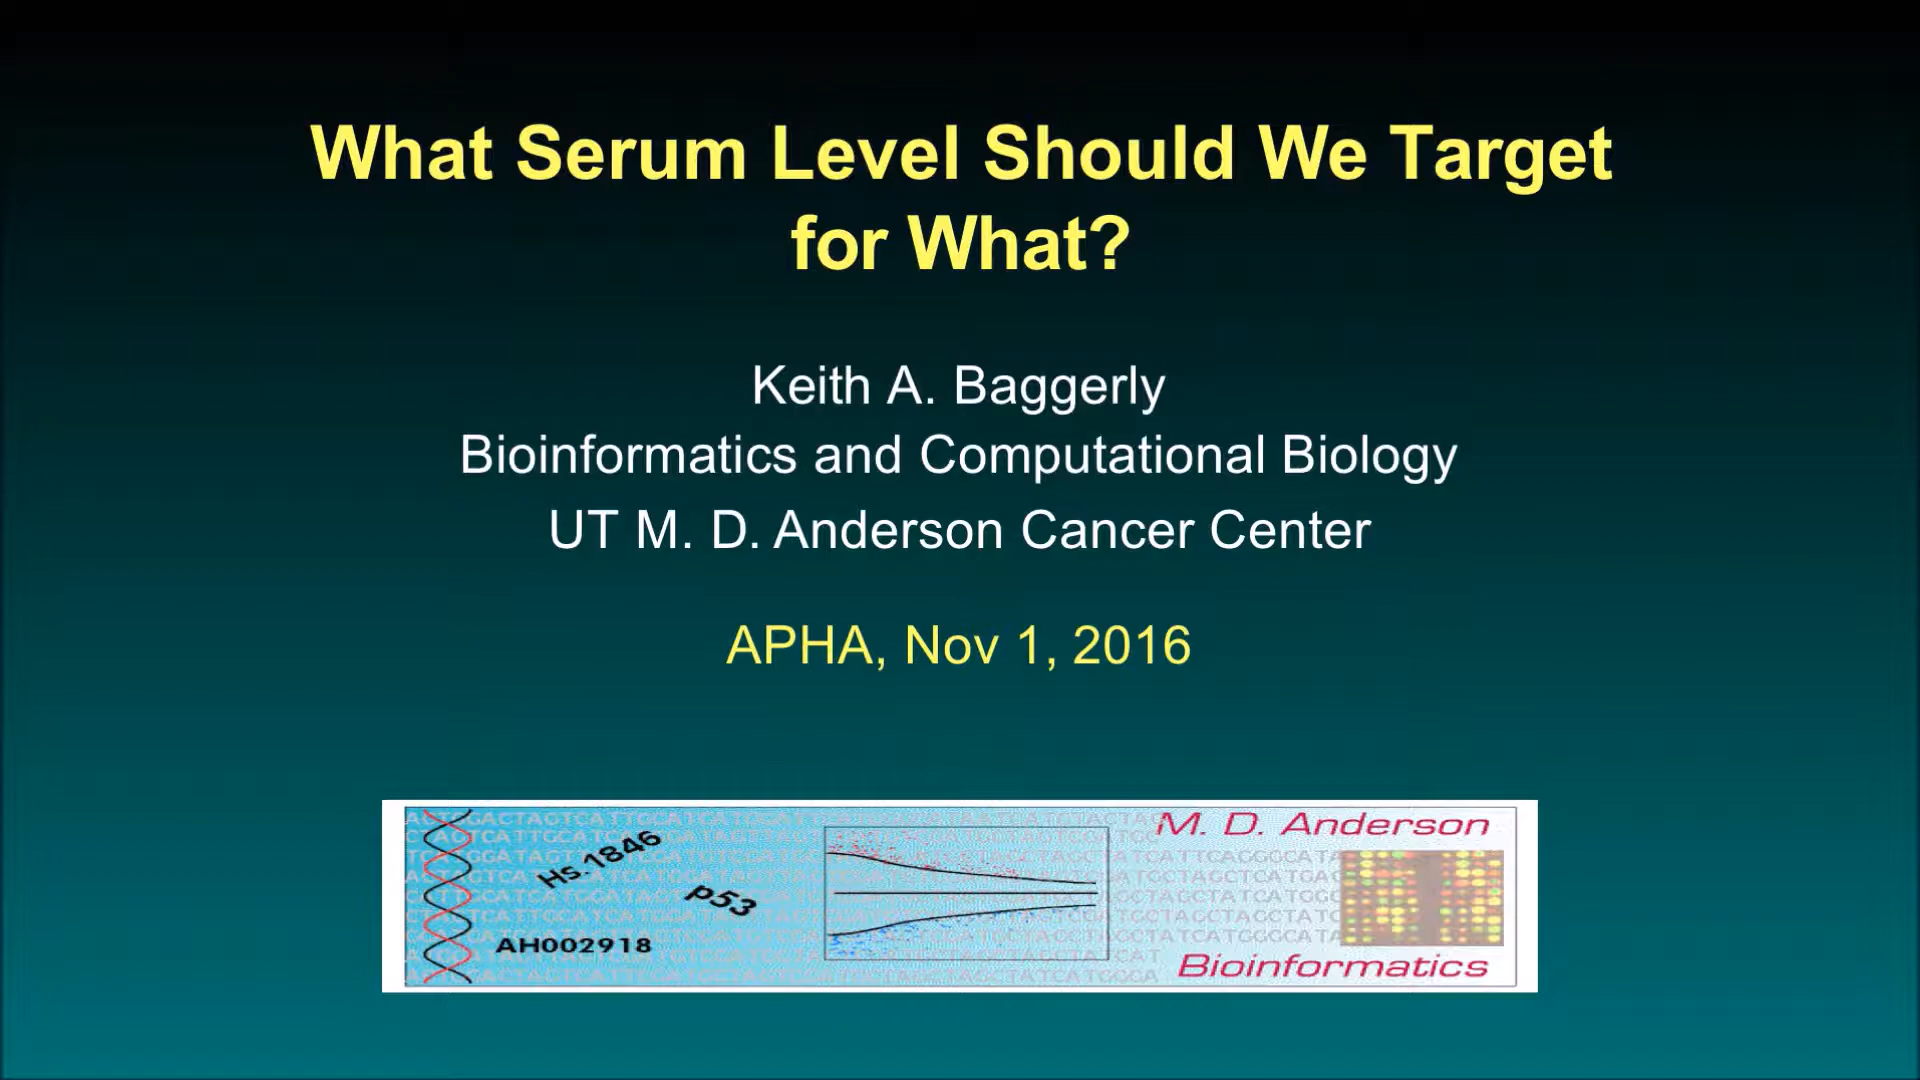 What Serum Level Should We Target
for What?
Keith A. Baggerly
Bioinformatics and Computational Biology
UT M. D. Anderson Cancer Center
APHA, Nov 1, 2016
M. D. Anderson
Hs.1846
p53
AH002918
Bioinformatics